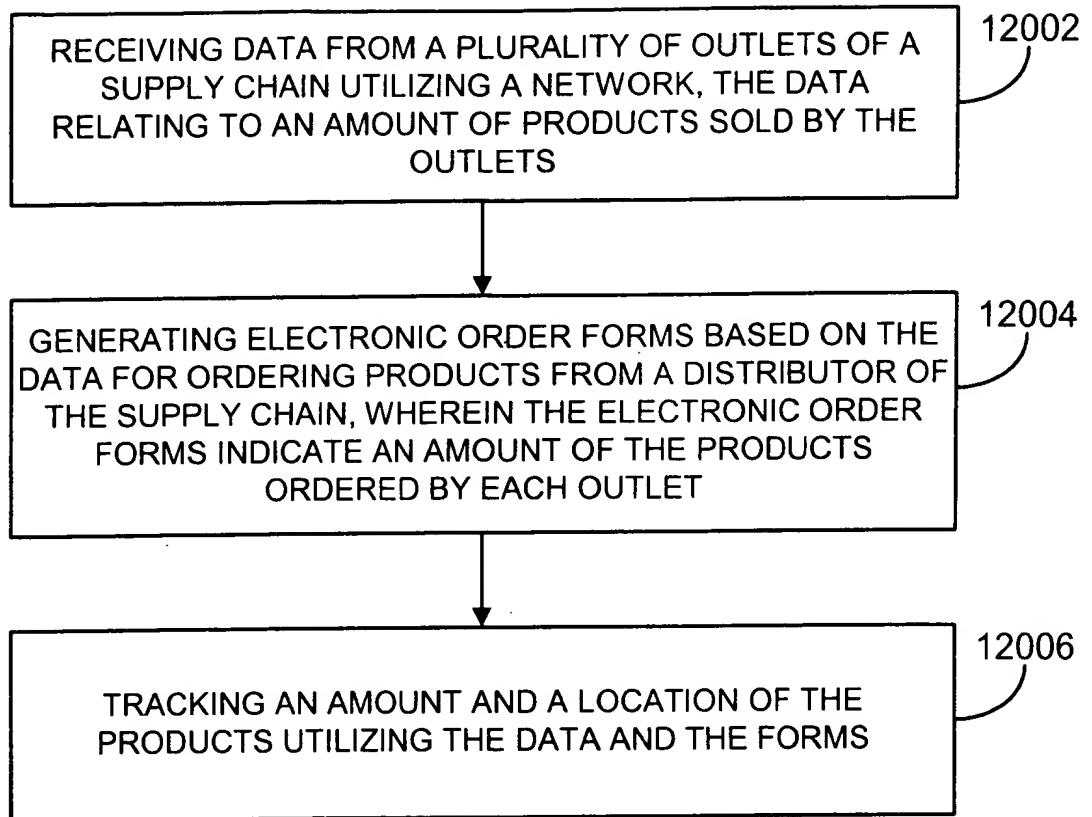 RECEIVING DATA FROM A PLURALITY OF OUTLETS OF A
SUPPLY CHAIN UTILIZING A NETWORK, THE DATA
RELATING TO AN AMOUNT OF PRODUCTS SOLD BY THE
OUTLETS
12002
GENERATING ELECTRONIC ORDER FORMS BASED ON THE
DATA FOR ORDERING PRODUCTS FROM A DISTRIBUTOR OF
THE SUPPLY CHAIN, WHEREIN THE ELECTRONIC ORDER
FORMS INDICATE AN AMOUNT OF THE PRODUCTS
ORDERED BY EACH OUTLET
12004
TRACKING AN AMOUNT AND A LOCATION OF THE
PRODUCTS UTILIZING THE DATA AND THE FORMS
12006